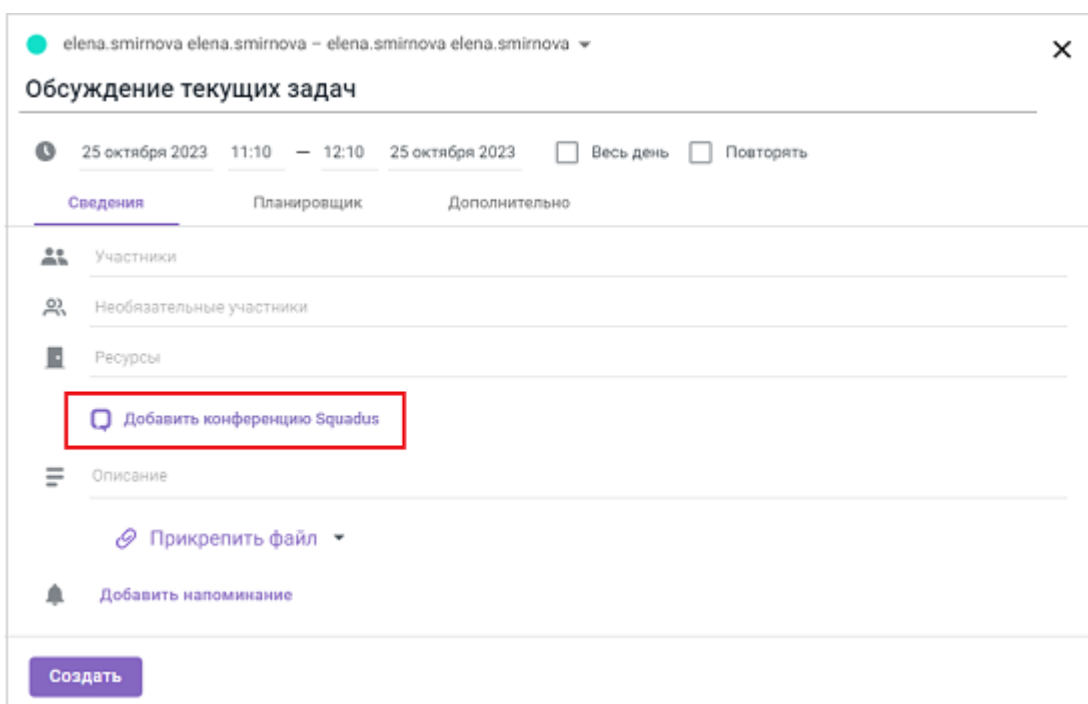 elena.smirnova elena.smirnova – elena.smirnova elena.smirnova
Обсуждение текущих задач
25 октября 2023 11:10 — 12:10 25 октября 2023 Весь день Повторять
Сведения Планировщик Дополнительно
Участники
Необязательные участники
Ресурсы
Добавить конференцию Squadus
Описание
Прикрепить файл
Добавить напоминание
Создать